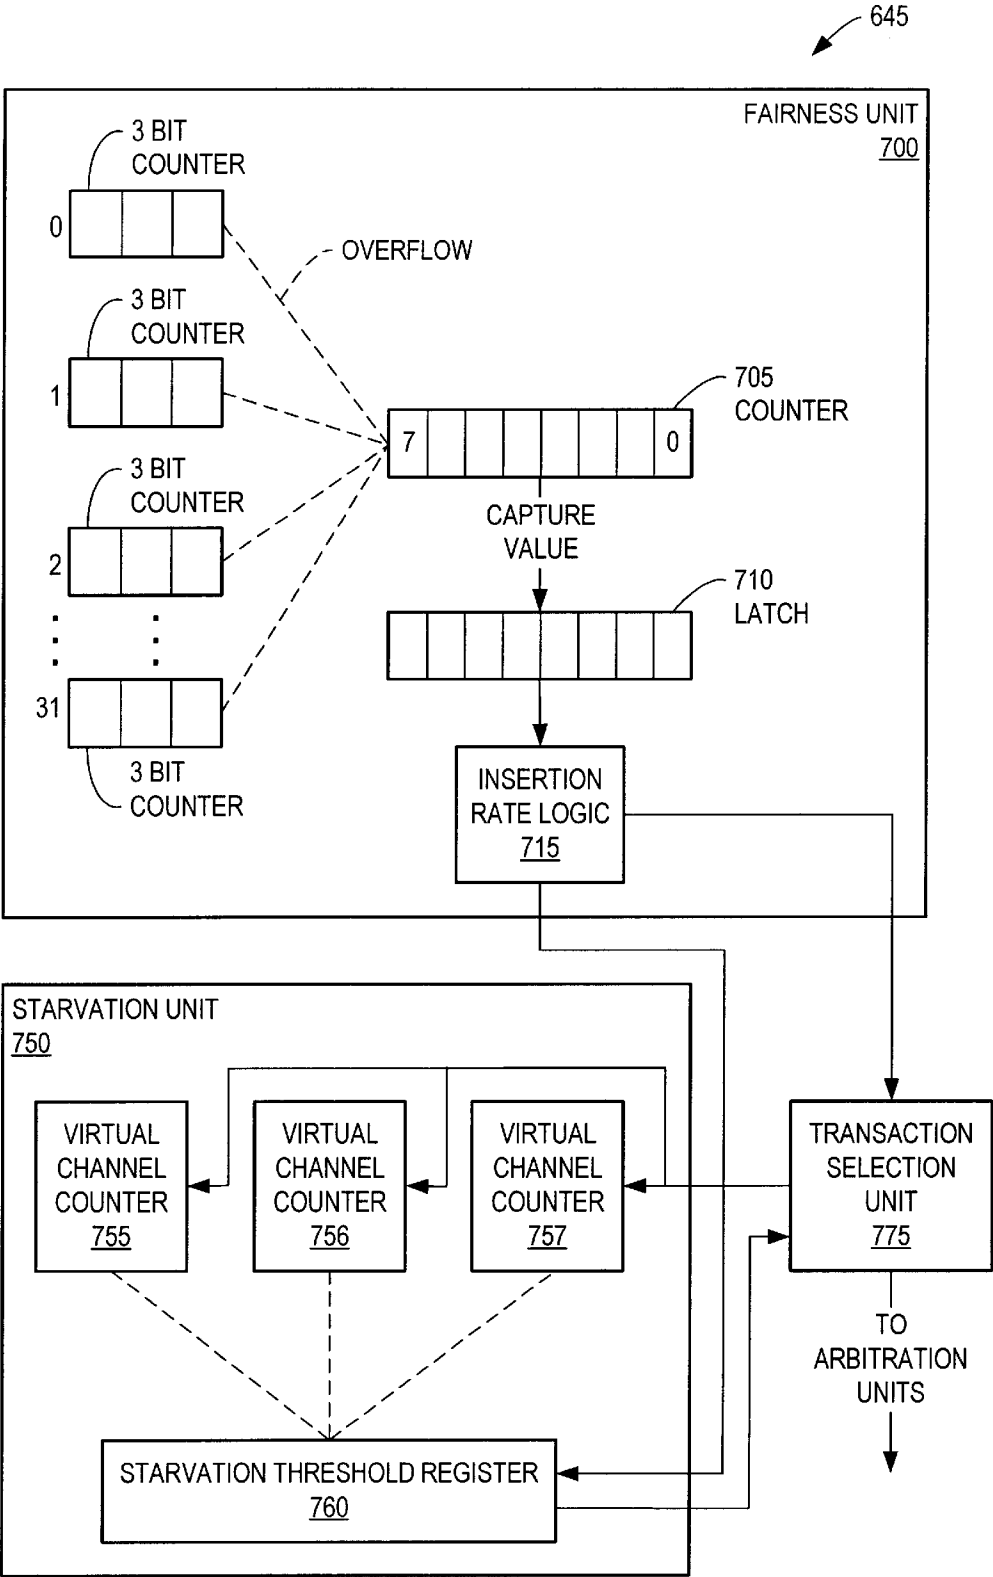 645
FAIRNESS UNIT
700
3 BIT
COUNTER
0
OVERFLOW
3 BIT
COUNTER
1
705
COUNTER
7
0
3 BIT
COUNTER
2
CAPTURE
VALUE
710
LATCH
31
3 BIT
COUNTER
INSERTION
RATE LOGIC
715
STARVATION UNIT
750
VIRTUAL
CHANNEL
COUNTER
755
VIRTUAL
CHANNEL
COUNTER
756
VIRTUAL
CHANNEL
COUNTER
757
TRANSACTION
SELECTION
UNIT
775
TO
ARBITRATION
UNITS
STARVATION THRESHOLD REGISTER
760